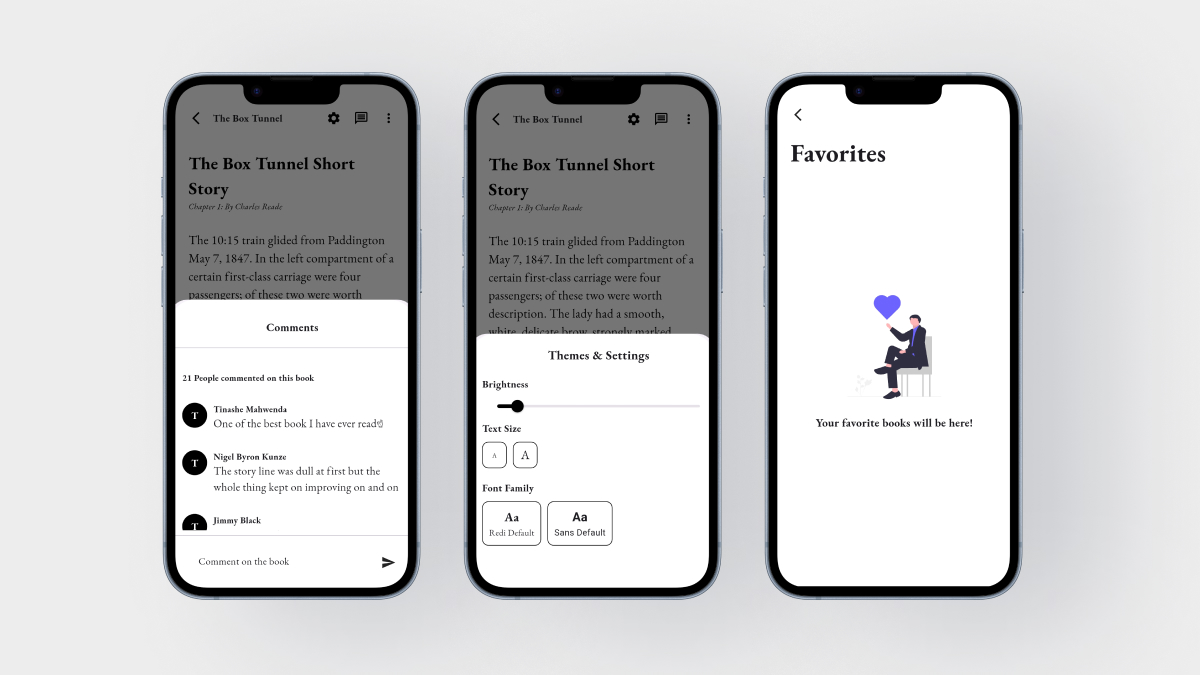 The Box Tunnel
The Box Tunnel Short
Story
Chapter 1: By Charles Reade
The 10:15 train glided from Paddington
May 7, 1847. In the left compartment of a
certain first-class carriage were four
passengers; of these two were worth
Comments
21 People commented on this book
T
Tinashe Mahwenda
One of the best book I have ever read☝
T
Nigel Byron Kunze
The story line was dull at first but the
whole thing kept on improving on and on
T
Jimmy Black
Comment on the book
The Box Tunnel
The Box Tunnel Short
Story
Chapter 1: By Charles Reade
The 10:15 train glided from Paddington
May 7, 1847. In the left compartment of a
certain first-class carriage were four
passengers; of these two were worth
description. The lady had a smooth,
white, delicate brow, strongly marked
Themes & Settings
Brightness
Text Size
A A
Font Family
Aa
Redi Default
Aa
Sans Default
Favorites
Your favorite books will be here!